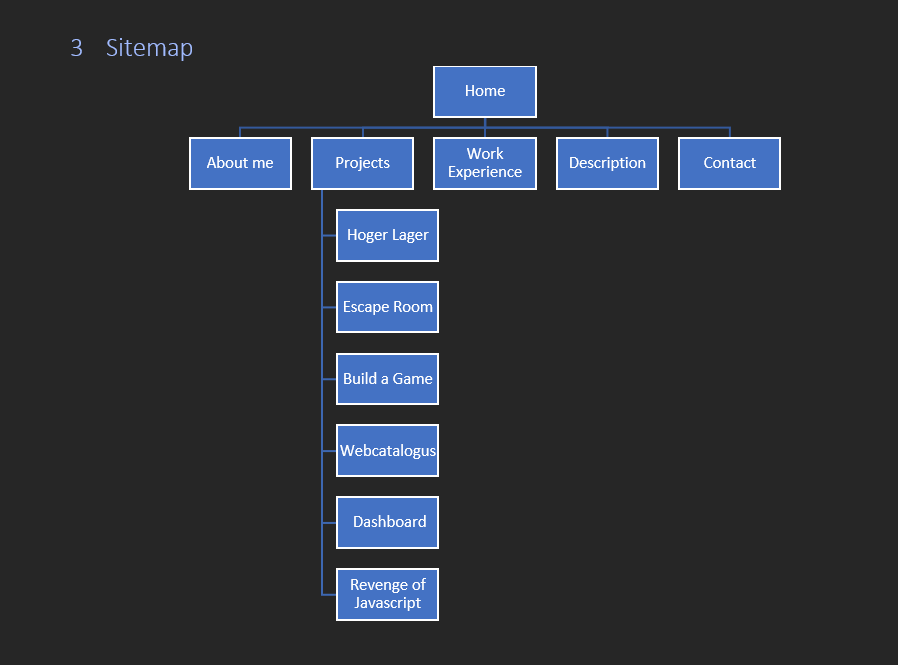 3 Sitemap
Home
About me
Projects
Work
Experience
Description
Contact
Hoger Lager
Escape Room
Build a Game
Webcatalogus
Dashboard
Revenge of
Javascript